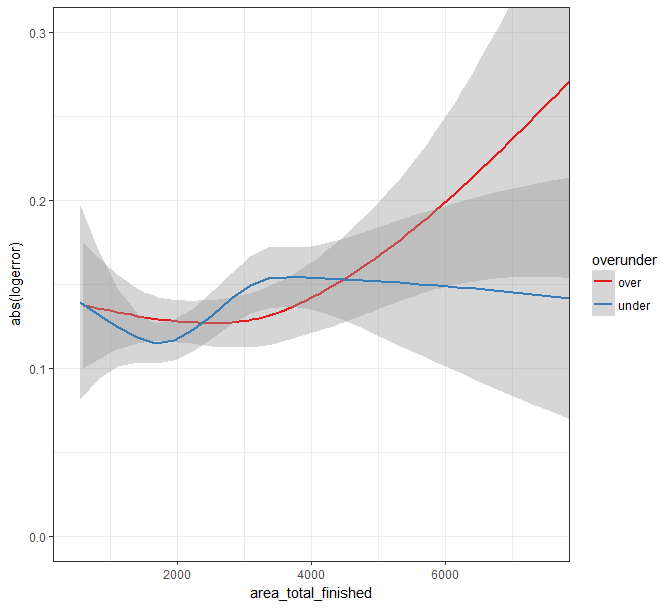 0.3
0.2
0.1
0.0
abs(logerror)
2000
4000
6000
area_total_finished
overunder
over
under